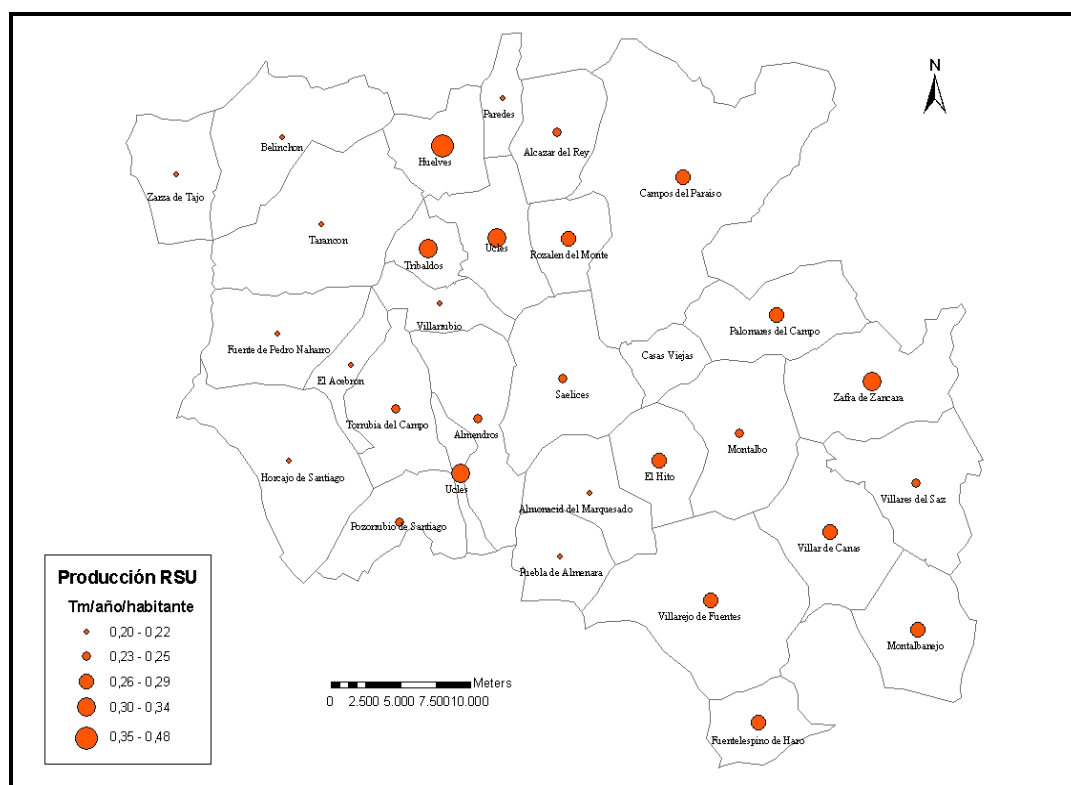 N
Paredes
Belinchon
Huelves
Alcazar del Rey
Zarza de Tajo
Campos del Paraiso
Tarancon
Ucles
Tribaldos
Rozalen del Monte
Villarrubio
Palomares del Campo
Fuente de Pedro Naharro
Casas Viejas
El Acebron
Saelices
Zafra de Zancara
Torrubia del Campo
Almendros
Montalbo
Horcajo de Santiago
El Hito
Ucles
Villares del Saz
Almonacid del Marquesado
Pozorrubio de Santiago
Villar de Canas
Puebla de Almenara
Villarejo de Fuentes
Montalbanejo
Fuentelespino de Haro
Producción RSU
Tm/año/habitante
0,20 - 0,22
0,23 - 0,25
0,26 - 0,29
0,30 - 0,34
0,35 - 0,48
Meters
0 2.500 5.000 7.500 10.000